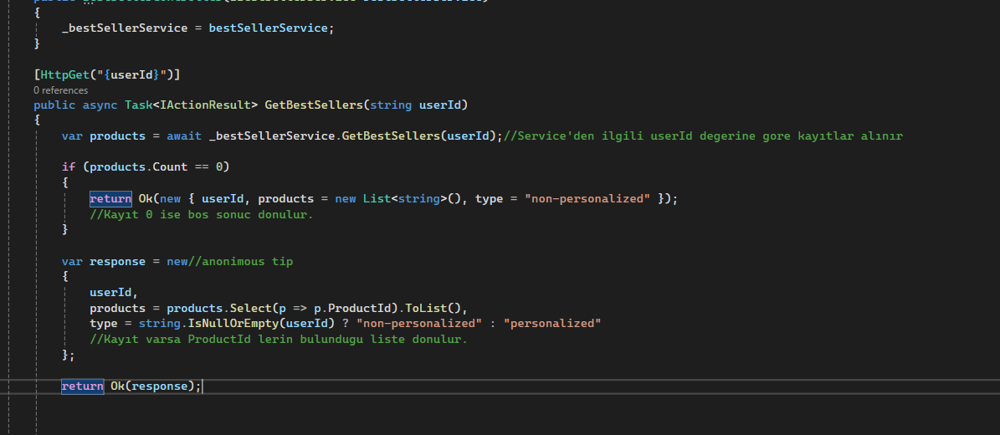 {
_bestSellerService = bestSellerService;
}
[HttpGet("{userId}")]
0 references
public async Task<IActionResult> GetBestSellers(string userId)
{
var products = await _bestSellerService.GetBestSellers(userId);//Service'den ilgili userId degerine gore kayıtlar alınır
if (products.Count == 0)
{
return Ok(new { userId, products = new List<string>(), type = "non-personalized" });
//Kayıt 0 ise bos sonuc donulur.
}
var response = new//anonimous tip
{
userId,
products = products.Select(p => p.ProductId).ToList(),
type = string.IsNullOrEmpty(userId) ? "non-personalized" : "personalized"
//Kayıt varsa ProductId lerin bulundugu liste donulur.
};
return Ok(response);